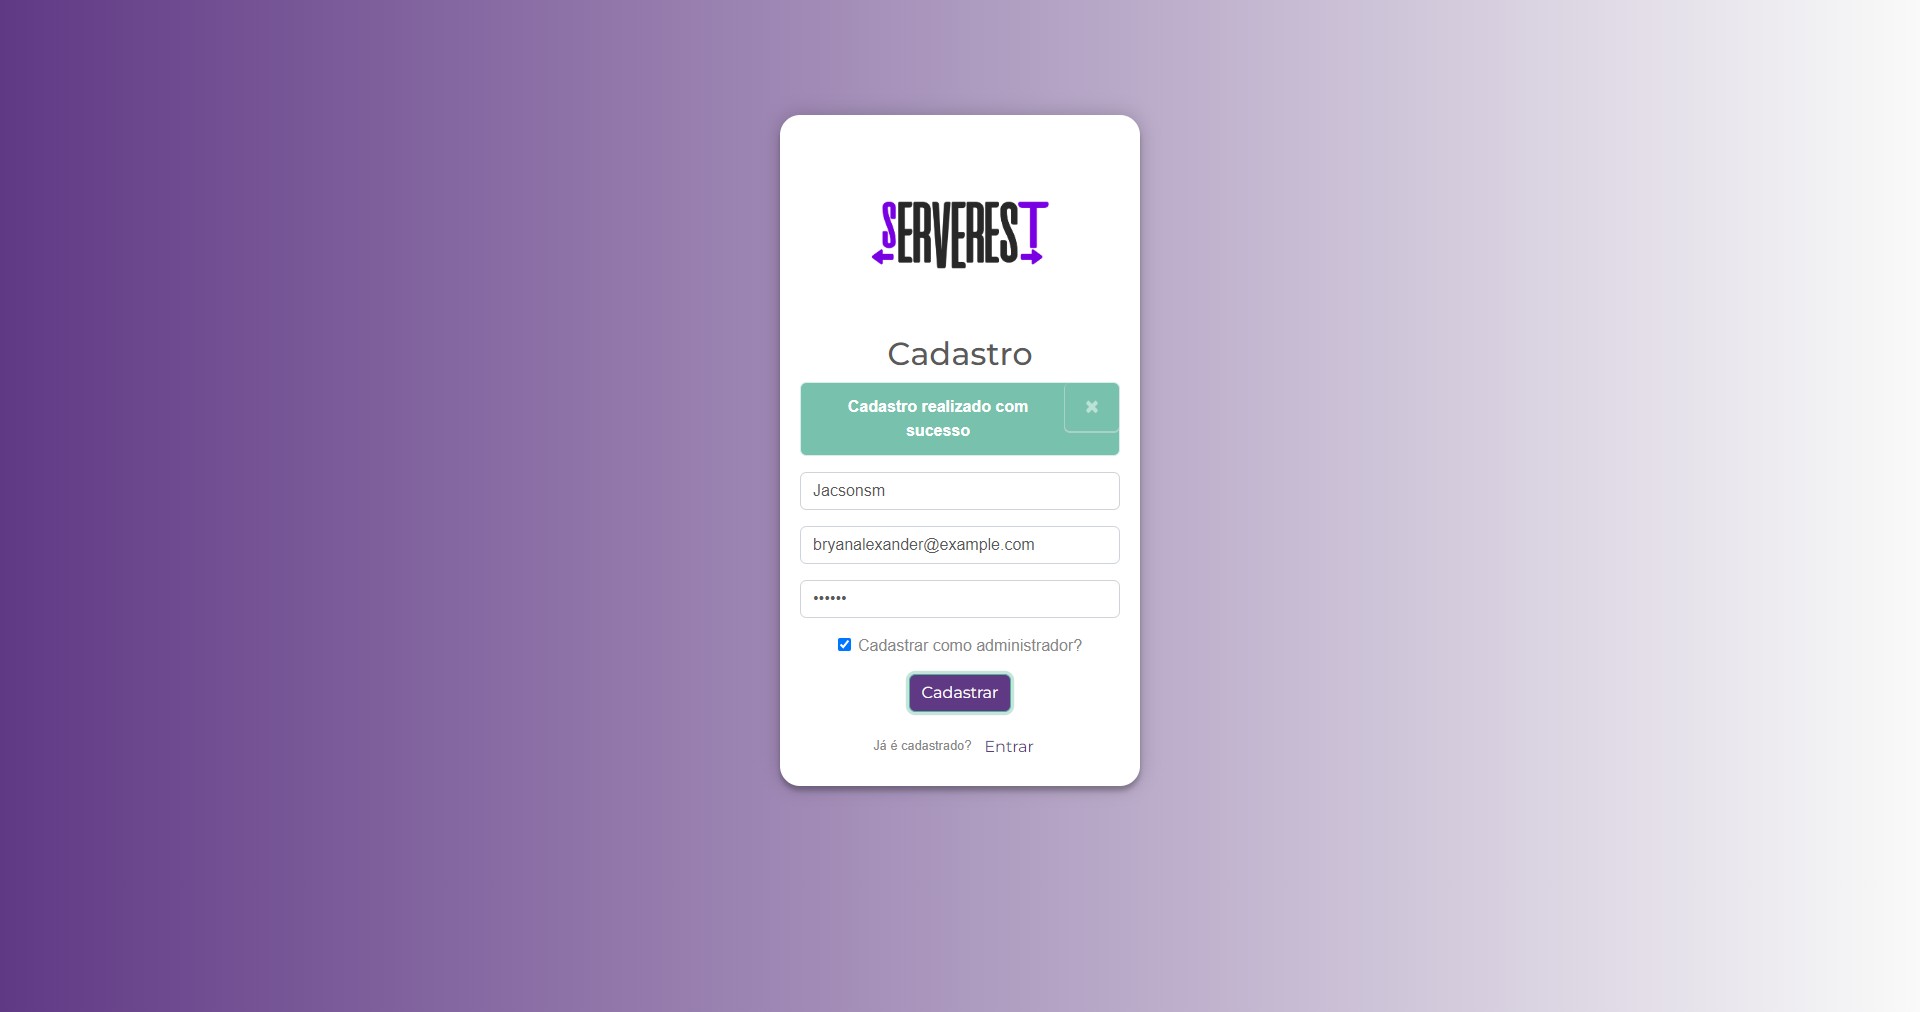 SERVEREST
Cadastro
Cadastro realizado com
sucesso
Jacsonsm
bryanalexander@example.com
••••••
Cadastrar como administrador?
Cadastrar
Já é cadastrado? Entrar